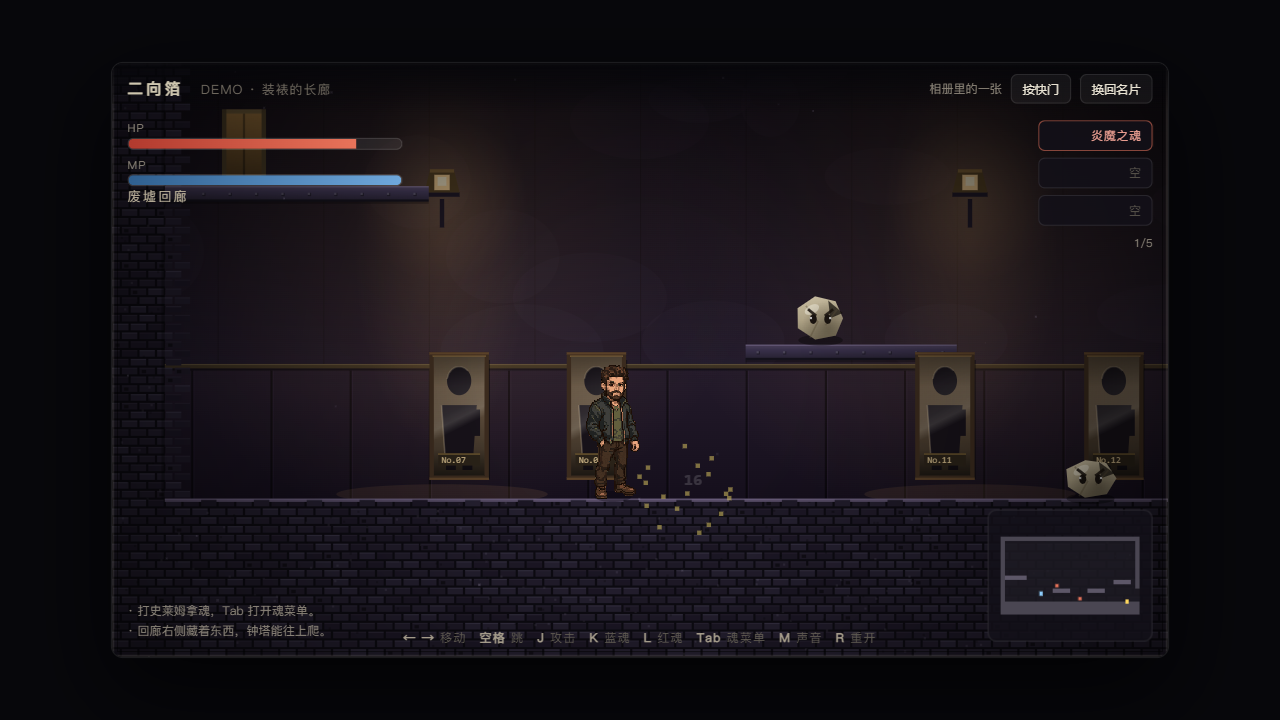 二向箔 DEMO · 装裱的长廊
相册里的一张 按快门 换回名片
HP
MP
废墟回廊
炎魔之魂
空
空
1/5
No.07
No.0
No.11
No.12
16
· 打史莱姆拿魂，Tab 打开魂菜单。
· 回廊右侧藏着东西，钟塔能往上爬。
← → 移动 空格 跳 J 攻击 K 蓝魂 L 红魂 Tab 魂菜单 M 声音 R 重开